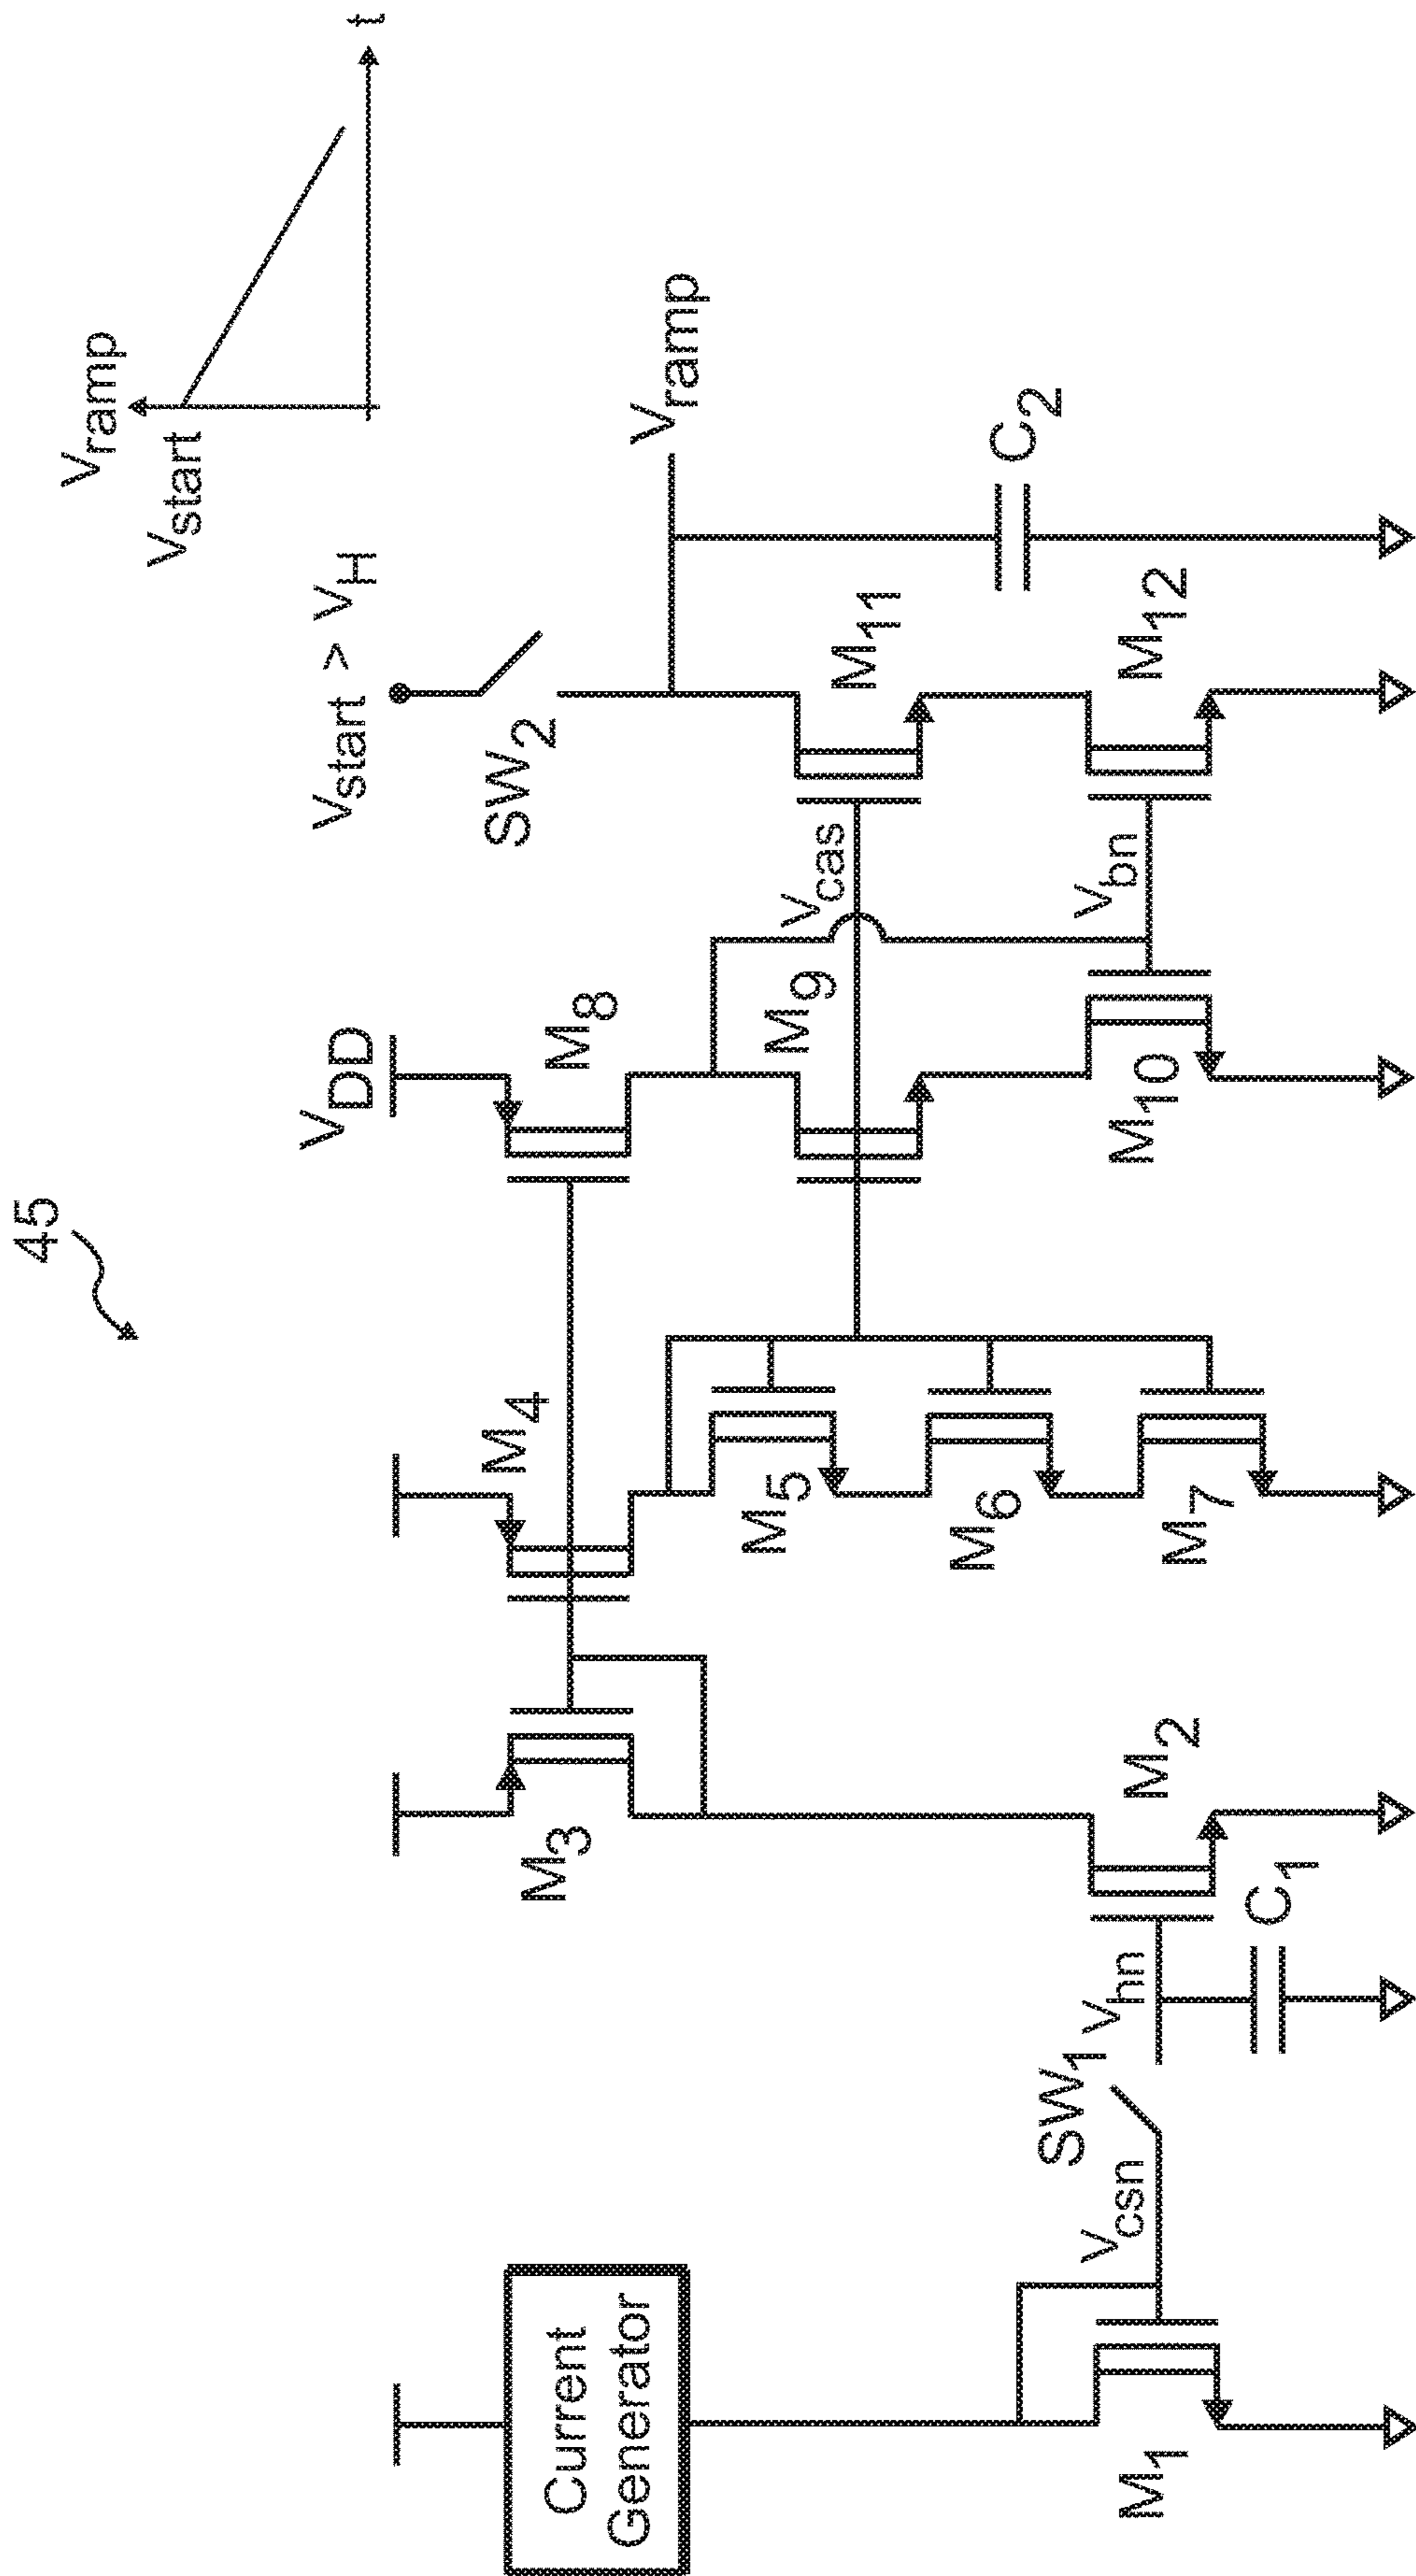 45
Vramp
Vstart
t
Vstart > VH
SW2
Vramp
VDD
M3
M4
M8
Current
Generator
M5
M6
M7
M9
Vcas
M11
C2
Vcsn
SW1
Vhn
M2
M10
Vbn
M12
M1
C1